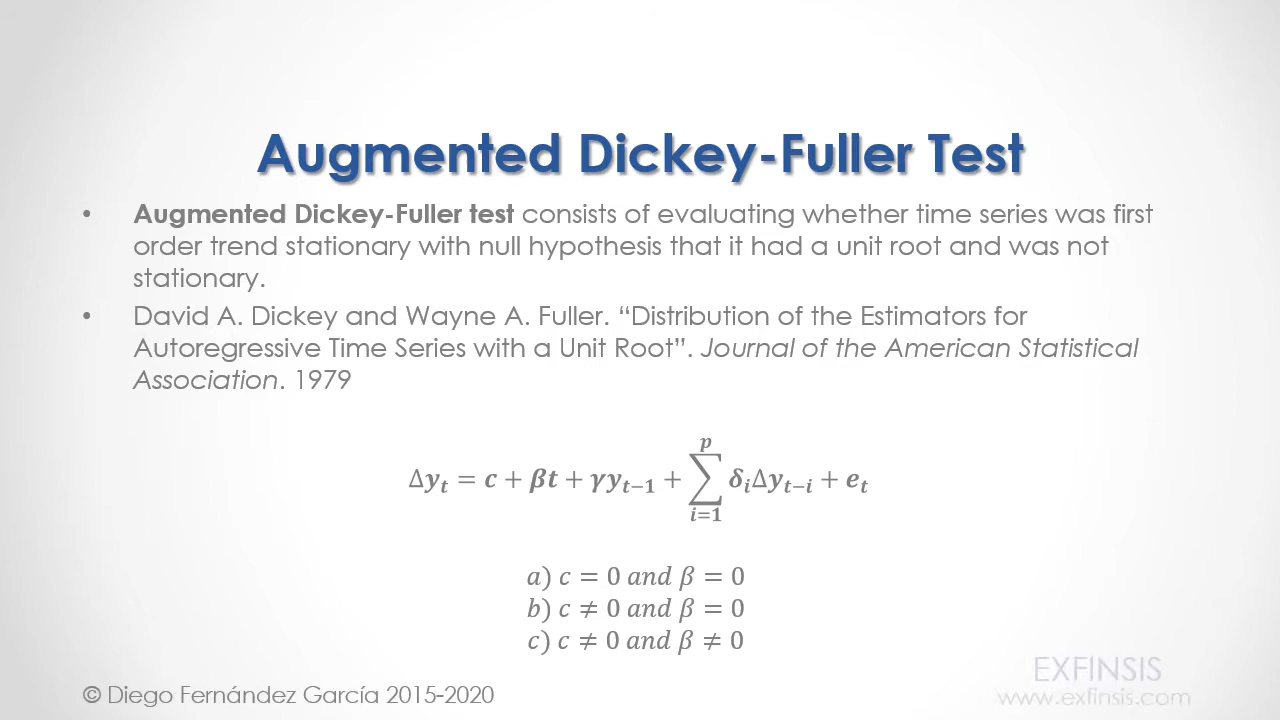 Augmented Dickey-Fuller Test
• Augmented Dickey-Fuller test consists of evaluating whether time series was first
order trend stationary with null hypothesis that it had a unit root and was not
stationary.
• David A. Dickey and Wayne A. Fuller. “Distribution of the Estimators for
Autoregressive Time Series with a Unit Root”. Journal of the American Statistical
Association. 1979
Δy_t = c + βt + γy_{t−1} + ∑_{i=1}^{p} δ_iΔy_{t−i} + e_t
a) c = 0 and β = 0
b) c ≠ 0 and β = 0
c) c ≠ 0 and β ≠ 0
EXFINSIS
www.exfinsis.com
© Diego Fernández García 2015-2020